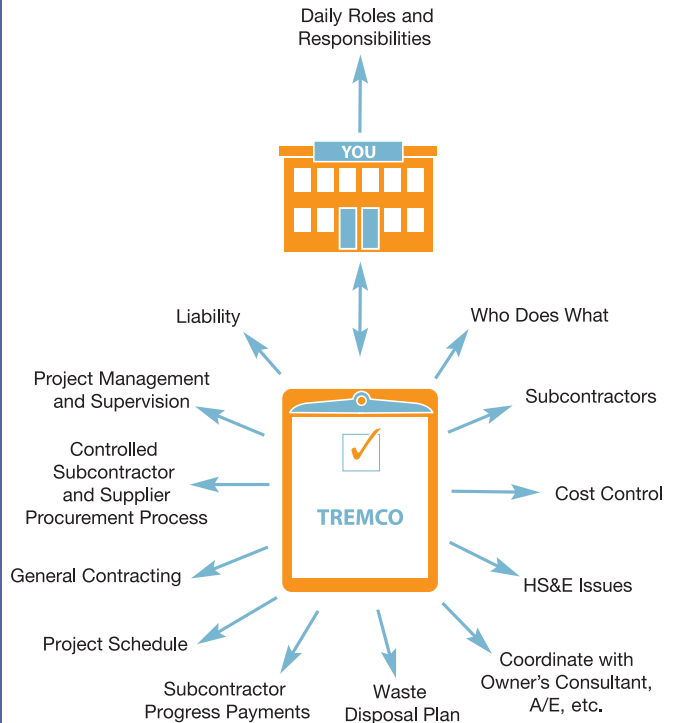 Daily Roles and
Responsibilities
YOU
Liability
Who Does What
Project Management
and Supervision
Subcontractors
Controlled
Subcontractor
and Supplier
Procurement Process
TREMCO
Cost Control
General Contracting
HS&E Issues
Project Schedule
Coordinate with
Owner's Consultant,
A/E, etc.
Subcontractor
Progress Payments
Waste
Disposal Plan